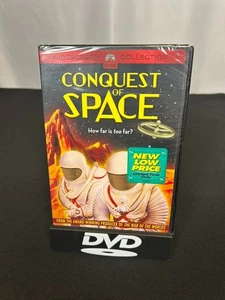 WIDESCREEN COLLECTION
CONQUEST
OF
SPACE
How far is too far?
NEW
LOW
PRICE
FROM THE AWARD-WINNING PRODUCER OF THE WAR OF THE WORLDS
DVD